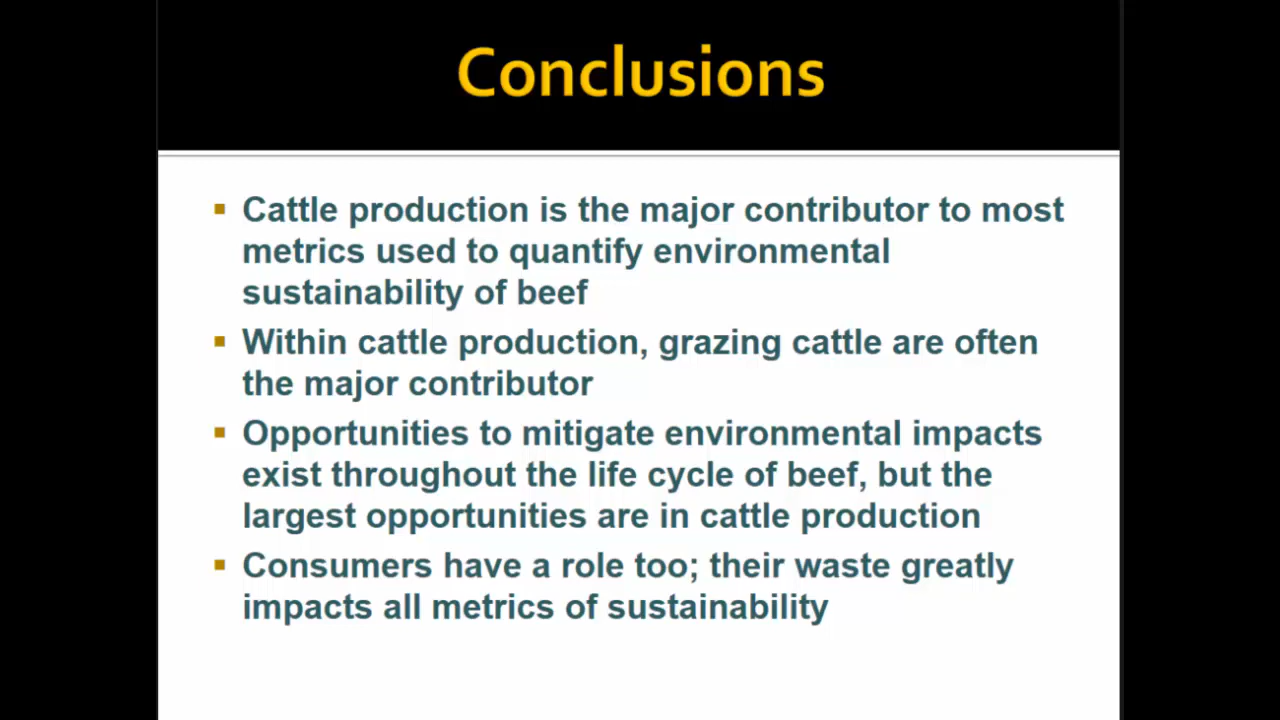 Conclusions
Cattle production is the major contributor to most
metrics used to quantify environmental
sustainability of beef
Within cattle production, grazing cattle are often
the major contributor
Opportunities to mitigate environmental impacts
exist throughout the life cycle of beef, but the
largest opportunities are in cattle production
Consumers have a role too; their waste greatly
impacts all metrics of sustainability